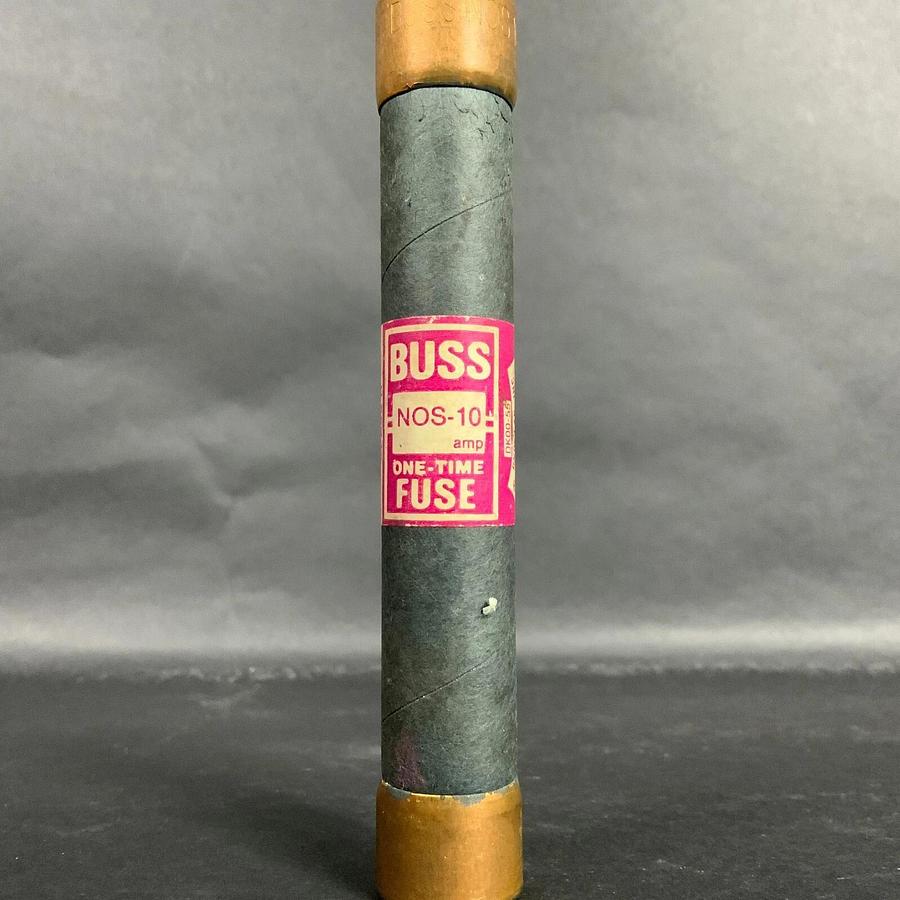 BUSS
NOS-10
amp
ONE-TIME
FUSE